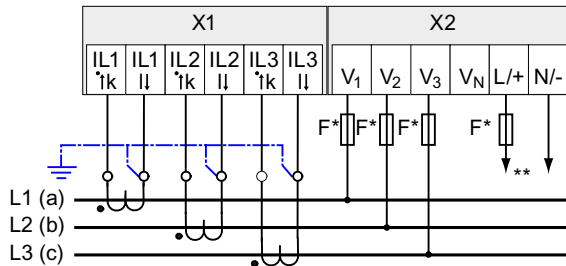 X1 X2
IL1 IL1 IL2 IL2 IL3 IL3 V1 V2 V3 VN L/+ N/-
k l k l k l
F* F* F* F*
**
L1 (a)
L2 (b)
L3 (c)